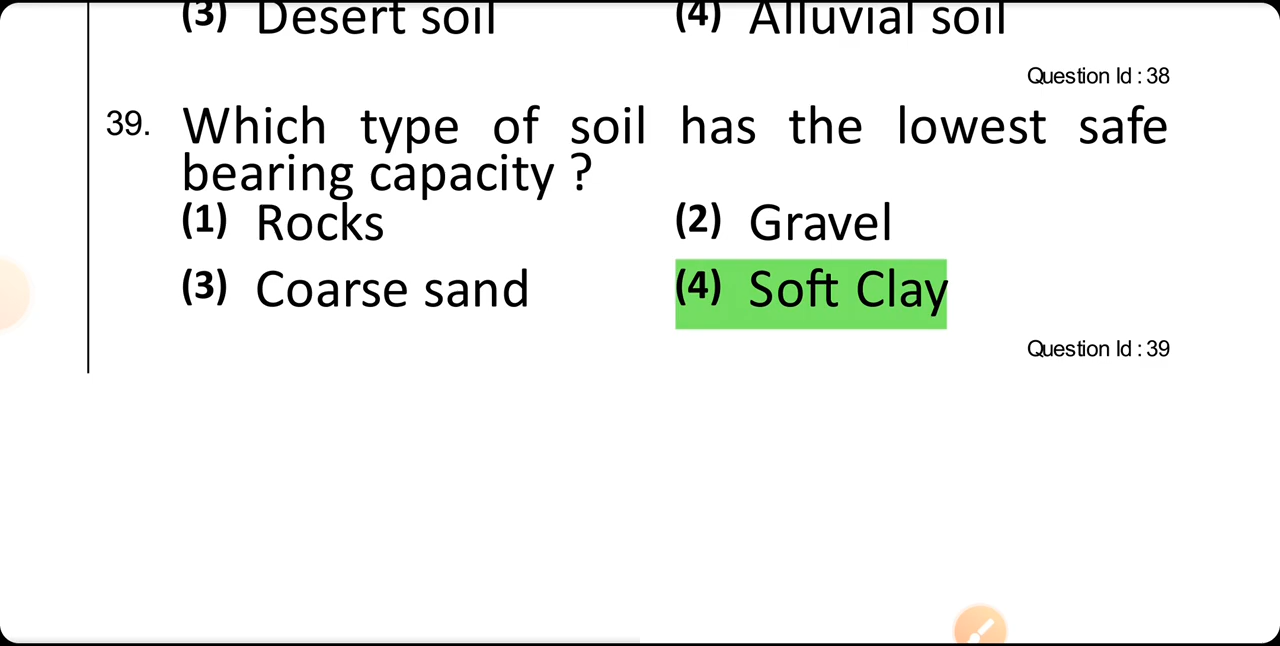 (3) Desert soil (4) Alluvial soil
Question Id : 38
39. Which type of soil has the lowest safe
bearing capacity ?
(1) Rocks (2) Gravel
(3) Coarse sand (4) Soft Clay
Question Id : 39